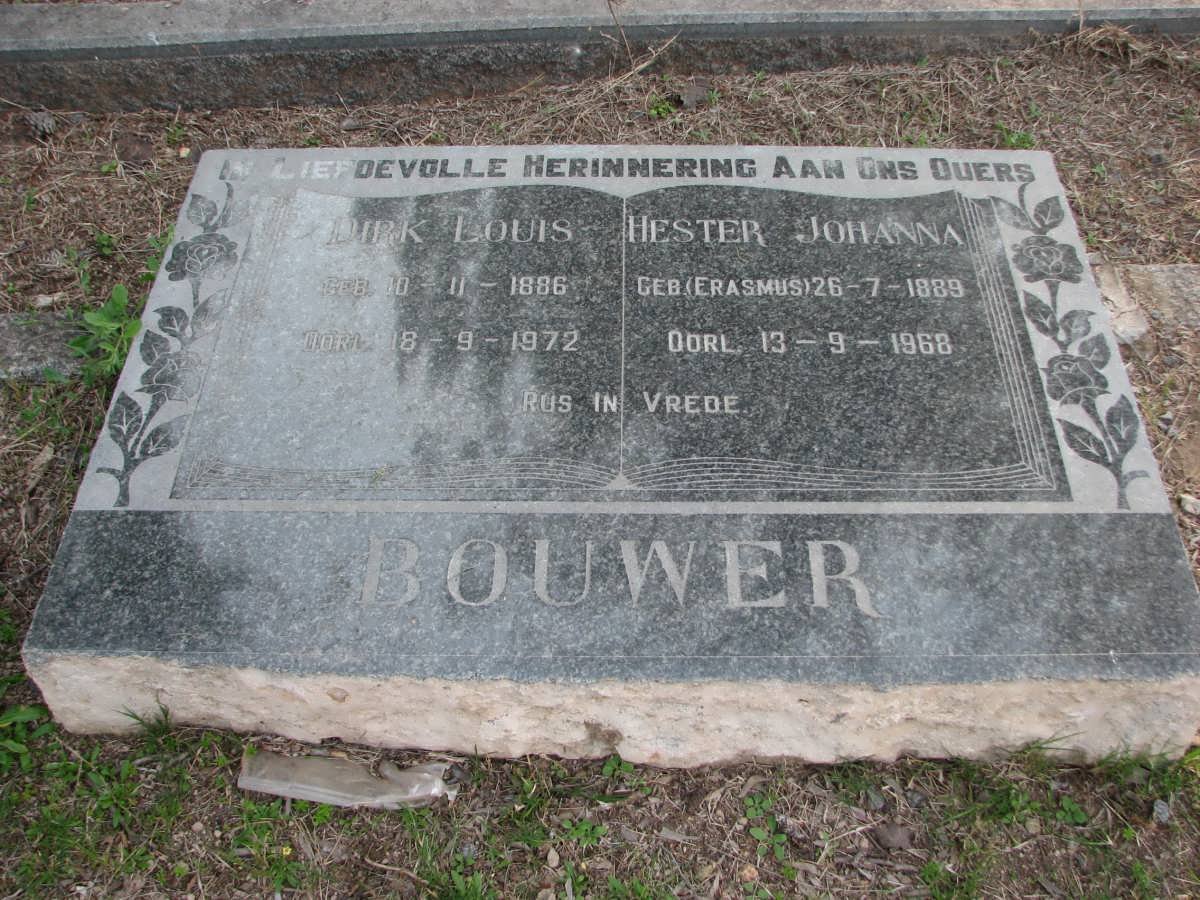 IN LIEFDEVOLLE HERINNERING AAN ONS OUERS
DIRK LOUIS
GEB. 10 - 11 - 1886
OORL. 18 - 9 - 1972
HESTER JOHANNA
GEB.(ERASMUS) 26 - 7 - 1889
OORL. 13 - 9 - 1968
RUS IN VREDE
BOUWER